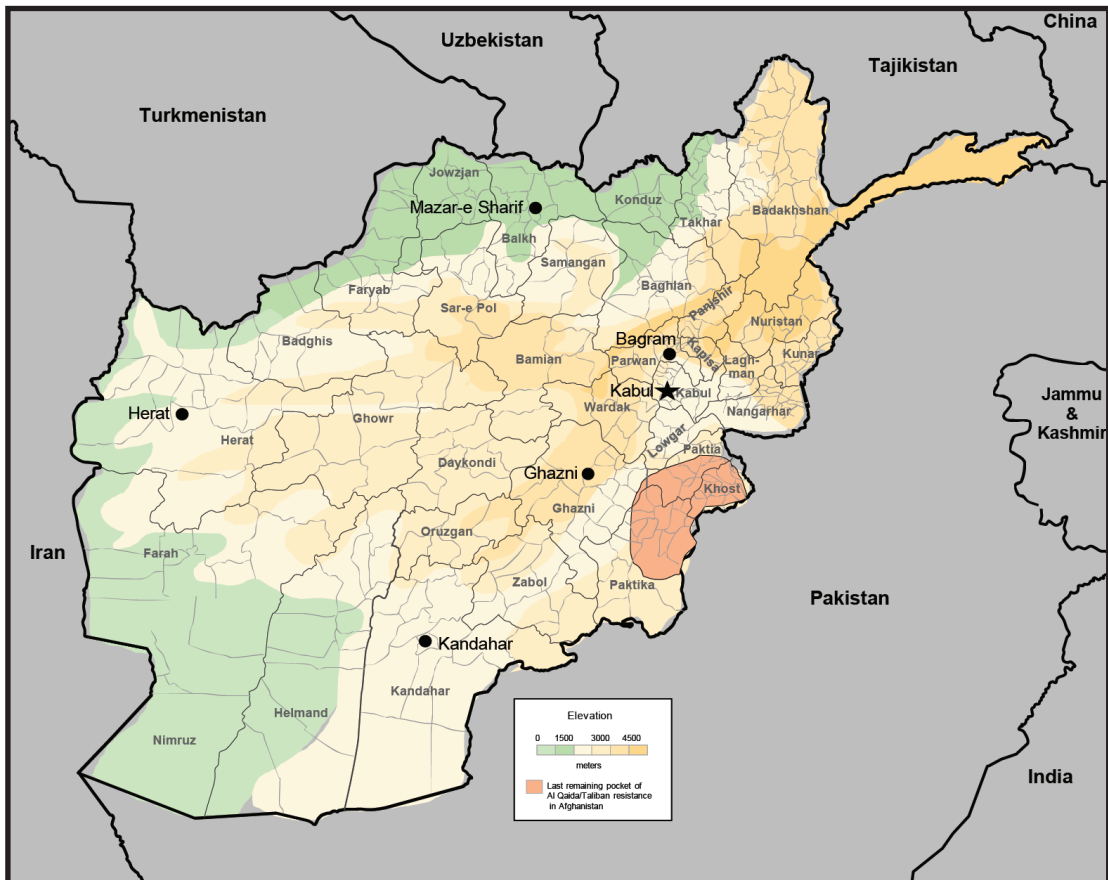 China
Uzbekistan
Tajikistan
Turkmenistan
Jowzjan
Mazar-e Sharif
Konduz
Badakhshan
Takhar
Balkh
Samangan
Faryab
Baghlan
Sar-e Pol
Panjshir
Nuristan
Badghis
Bagram
Kapisa
Bamian
Parwan
Lagh-
man
Kunar
Kabul
Kabul
Jammu
&
Kashmir
Herat
Wardak
Nangarhar
Ghowr
Herat
Lowgar
Paktia
Daykondi
Ghazni
Khost
Ghazni
Oruzgan
Iran
Farah
Zabol
Paktika
Pakistan
Kandahar
Kandahar
Helmand
Nimruz
Elevation
0 1500 3000 4500
meters
Last remaining pocket of
Al Qaida/Taliban resistance
in Afghanistan
India